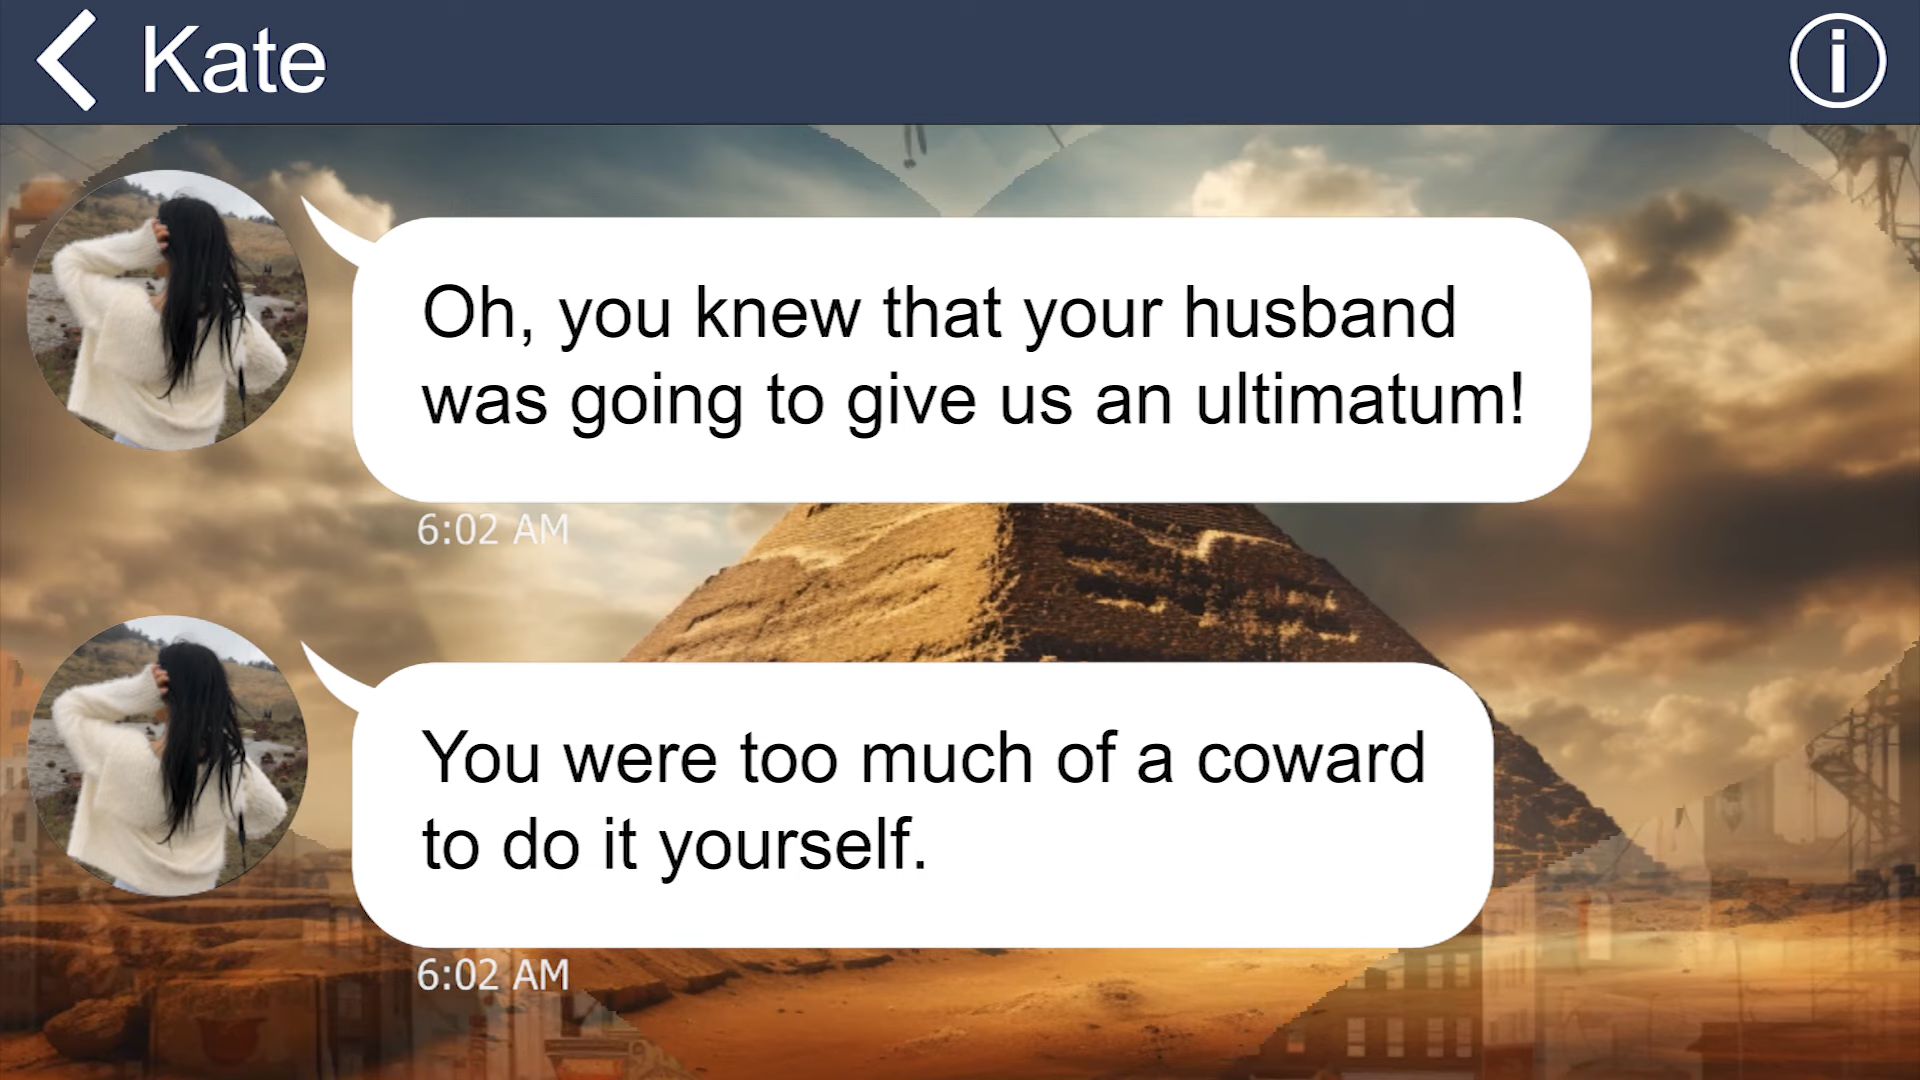 Kate
Oh, you knew that your husband
was going to give us an ultimatum!
6:02 AM
You were too much of a coward
to do it yourself.
6:02 AM